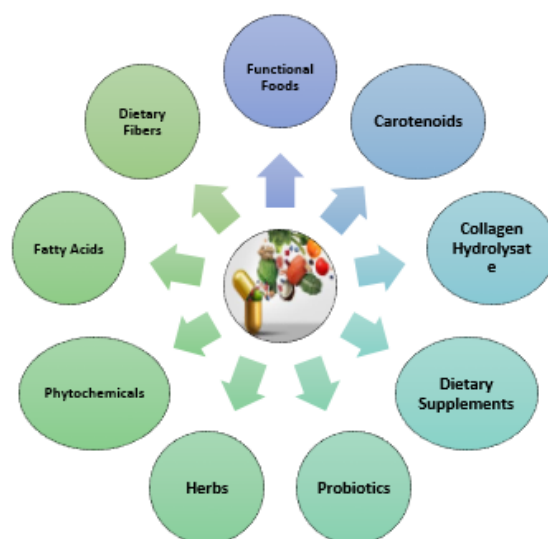 Functional
Foods
Carotenoids
Collagen
Hydrolysat
e
Dietary
Supplements
Probiotics
Herbs
Phytochemicals
Fatty Acids
Dietary
Fibers